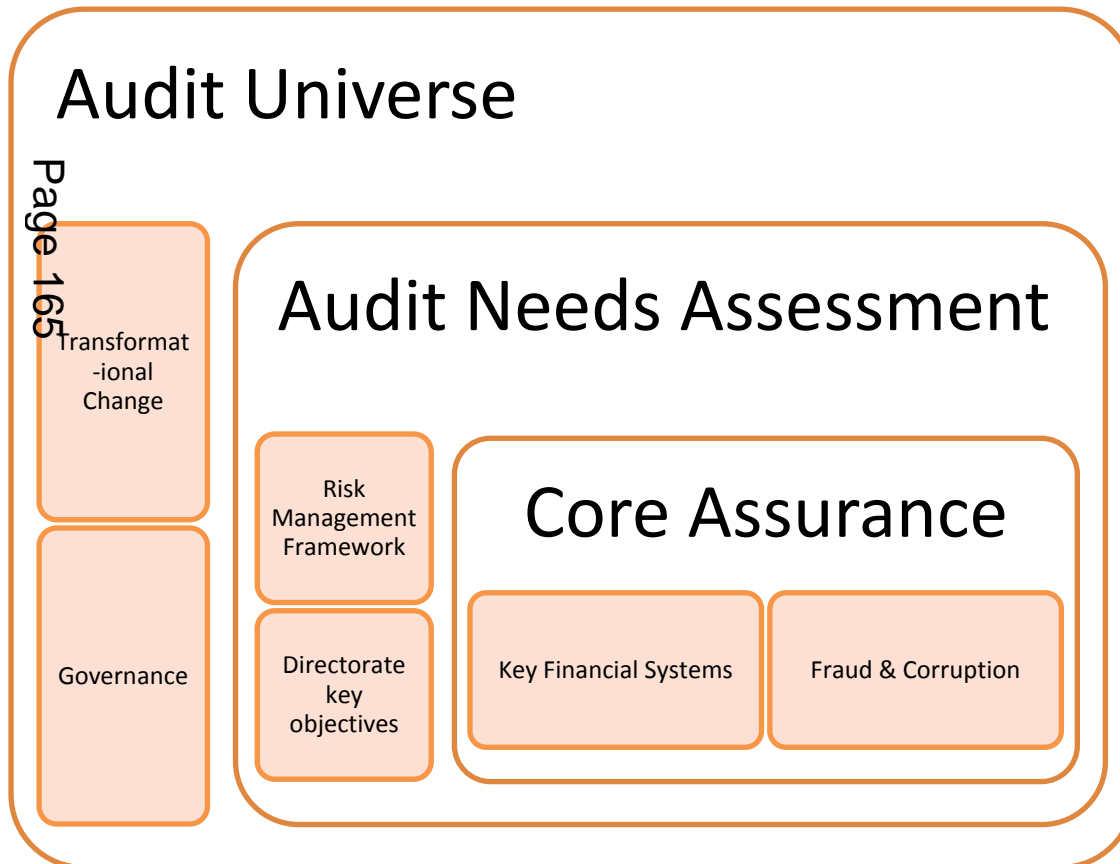 Audit Universe
Page 165
Transformat
-ional
Change
Governance
Audit Needs Assessment
Risk
Management
Framework
Directorate
key
objectives
Core Assurance
Key Financial Systems
Fraud & Corruption